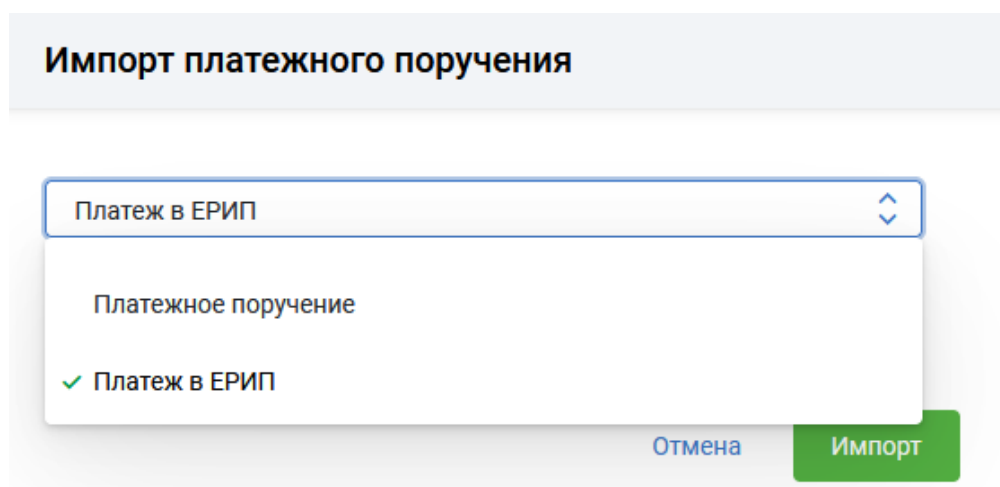 Импорт платежного поручения
Платеж в ЕРИП
Платежное поручение
Платеж в ЕРИП
Отмена
Импорт